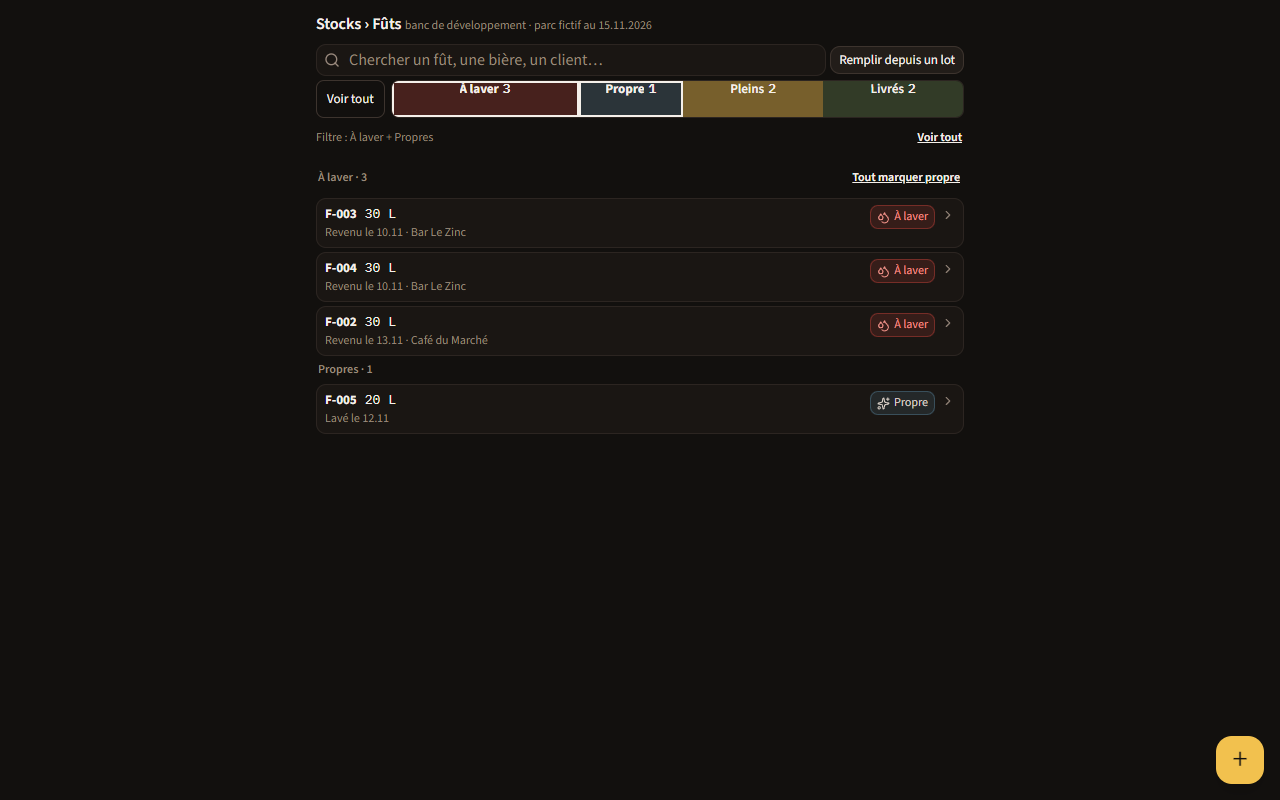 Stocks › Fûts banc de développement · parc fictif au 15.11.2026
Chercher un fût, une bière, un client…
Remplir depuis un lot
Voir tout
À laver 3
Propre 1
Pleins 2
Livrés 2
Filtre : À laver + Propres
Voir tout
À laver · 3
Tout marquer propre
F-003 30 L
À laver
Revenu le 10.11 · Bar Le Zinc
F-004 30 L
À laver
Revenu le 10.11 · Bar Le Zinc
F-002 30 L
À laver
Revenu le 13.11 · Café du Marché
Propres · 1
F-005 20 L
Propre
Lavé le 12.11